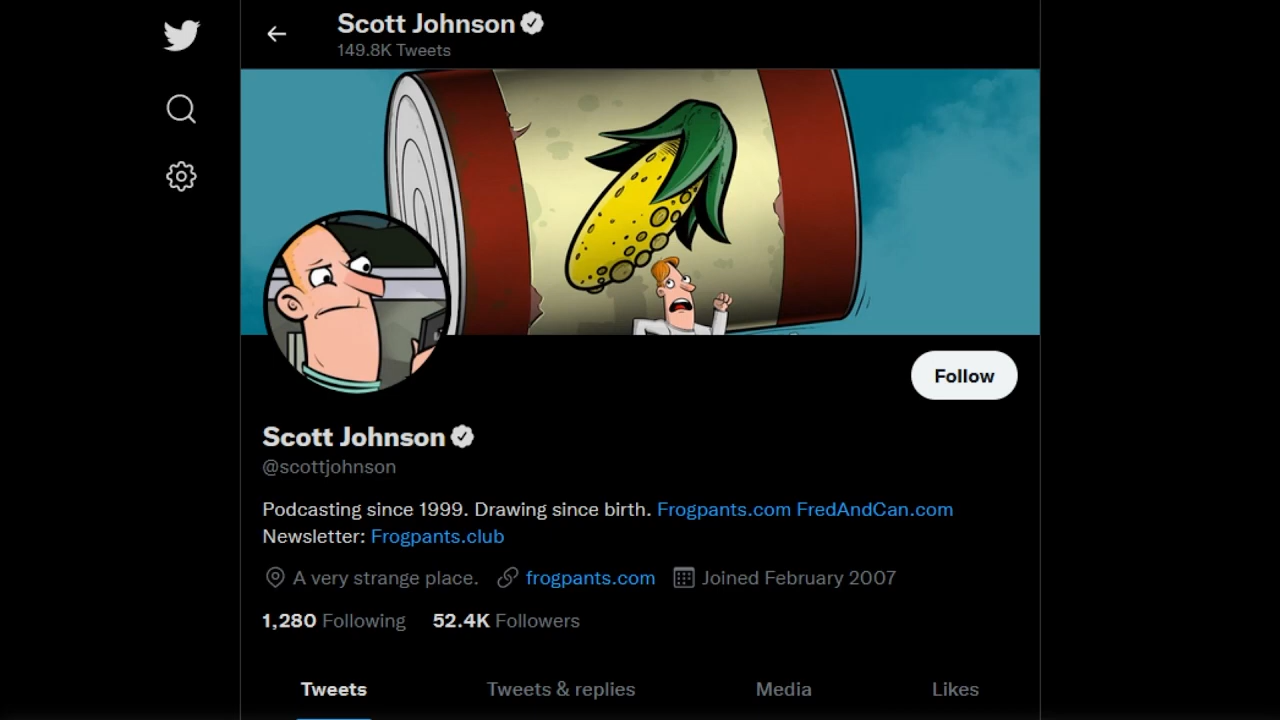 Scott Johnson
149.8K Tweets
Follow
Scott Johnson
@scottjohnson
Podcasting since 1999. Drawing since birth. Frogpants.com FredAndCan.com
Newsletter: Frogpants.club
A very strange place. frogpants.com Joined February 2007
1,280 Following 52.4K Followers
Tweets Tweets & replies Media Likes